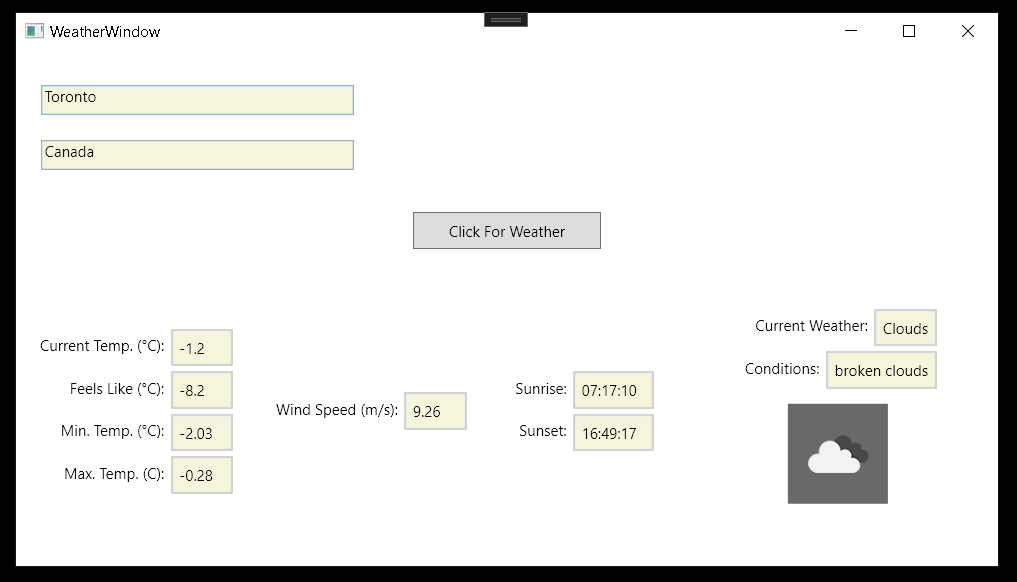 WeatherWindow
Toronto
Canada
Click For Weather
Current Temp. (°C): -1.2
Feels Like (°C): -8.2
Min. Temp. (°C): -2.03
Max. Temp. (C): -0.28
Wind Speed (m/s): 9.26
Sunrise: 07:17:10
Sunset: 16:49:17
Current Weather: Clouds
Conditions: broken clouds